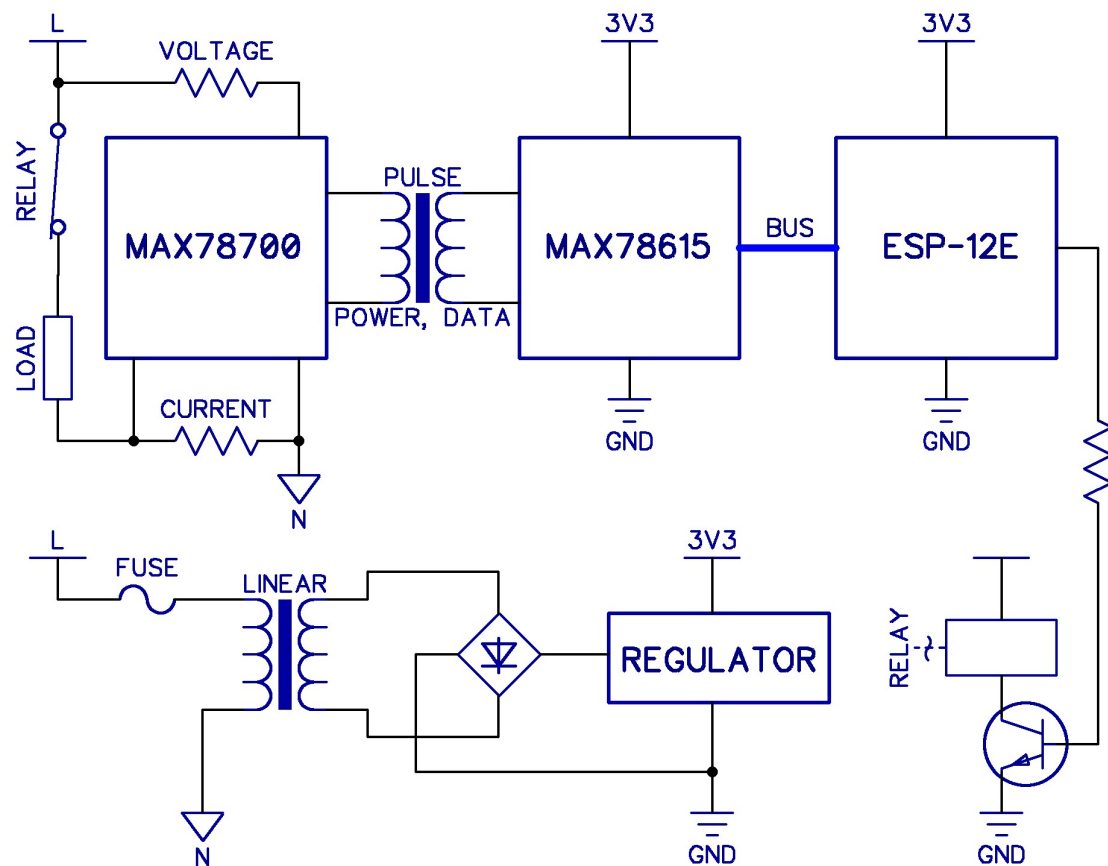 L
VOLTAGE
3V3
3V3
RELAY
PULSE
MAX78700
MAX78615
BUS
ESP-12E
POWER, DATA
LOAD
CURRENT
GND
GND
N
L
FUSE
LINEAR
3V3
REGULATOR
RELAY
N
GND
GND